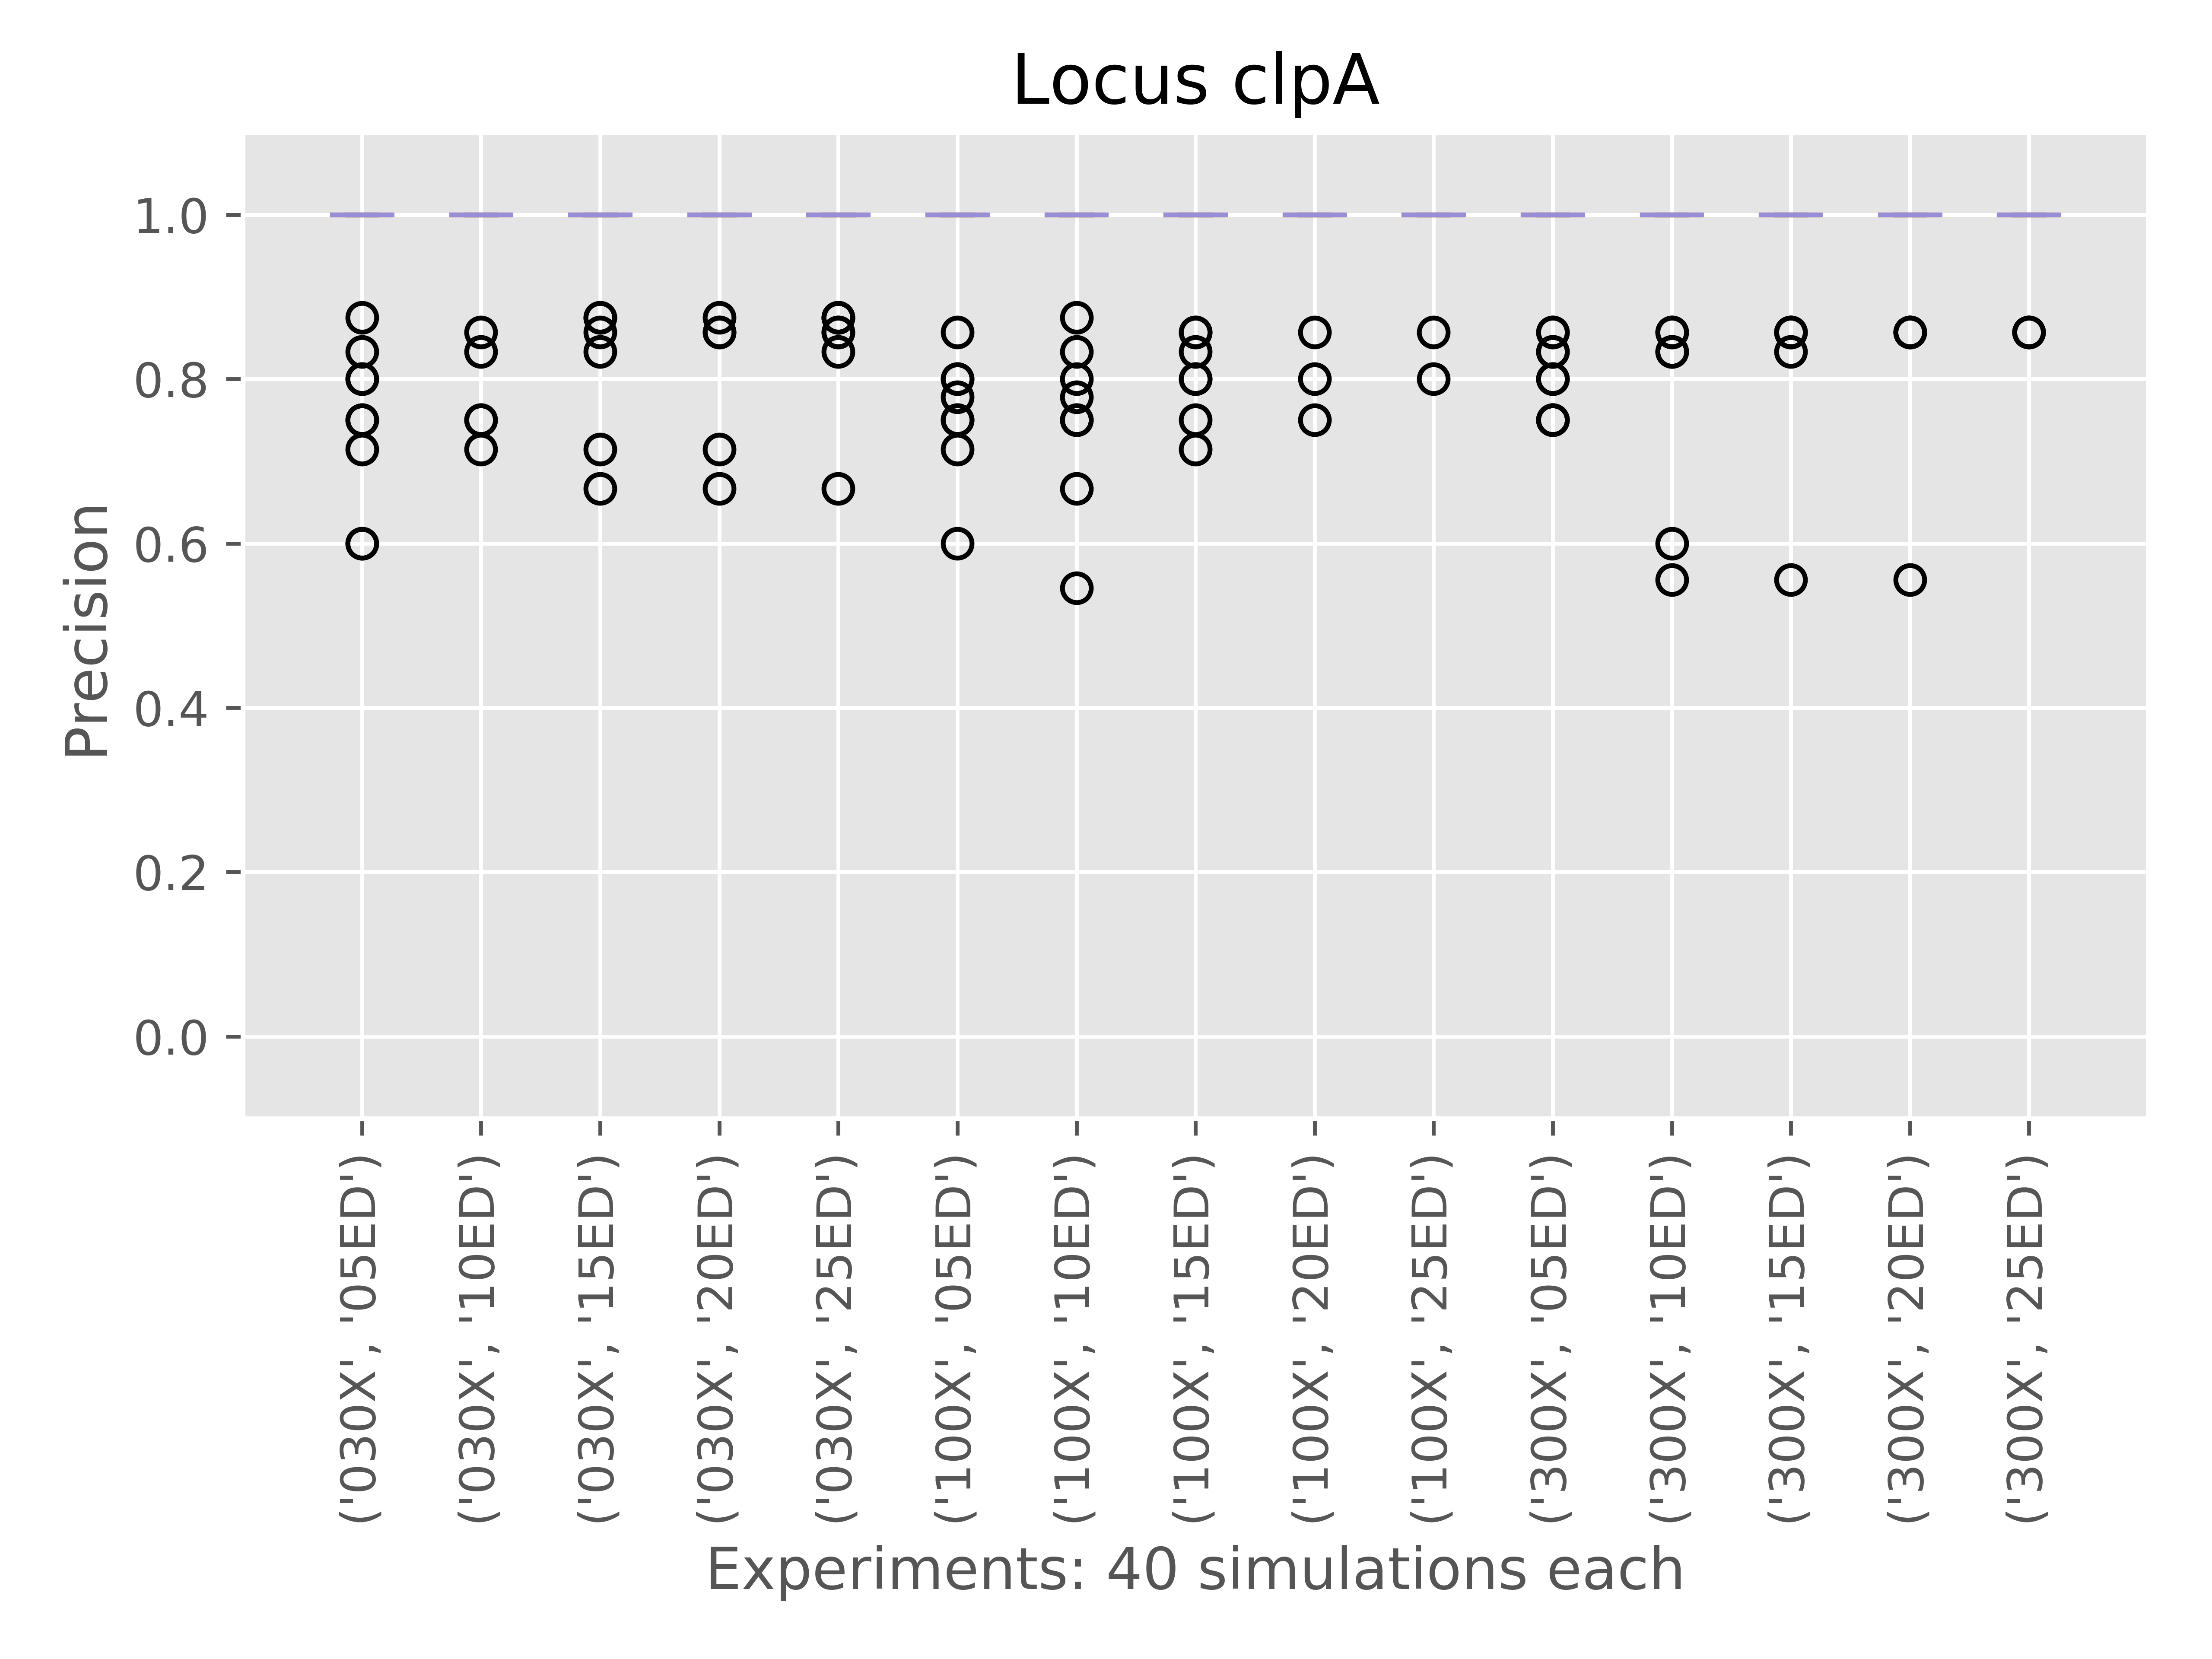 Locus clpA
Precision
1.0
0.8
0.6
0.4
0.2
0.0
('030X', '05ED')
('030X', '10ED')
('030X', '15ED')
('030X', '20ED')
('030X', '25ED')
('100X', '05ED')
('100X', '10ED')
('100X', '15ED')
('100X', '20ED')
('100X', '25ED')
('300X', '05ED')
('300X', '10ED')
('300X', '15ED')
('300X', '20ED')
('300X', '25ED')
Experiments: 40 simulations each